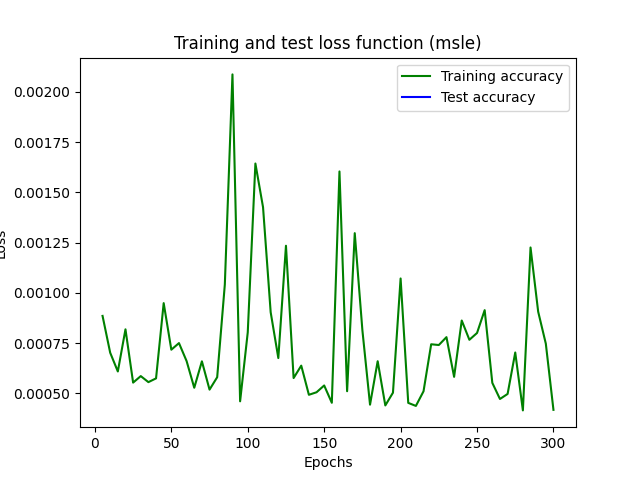 Training and test loss function (msle)
Training accuracy
Test accuracy
0.00200
0.00175
0.00150
0.00125
0.00100
0.00075
0.00050
Loss
0
50
100
150
200
250
300
Epochs